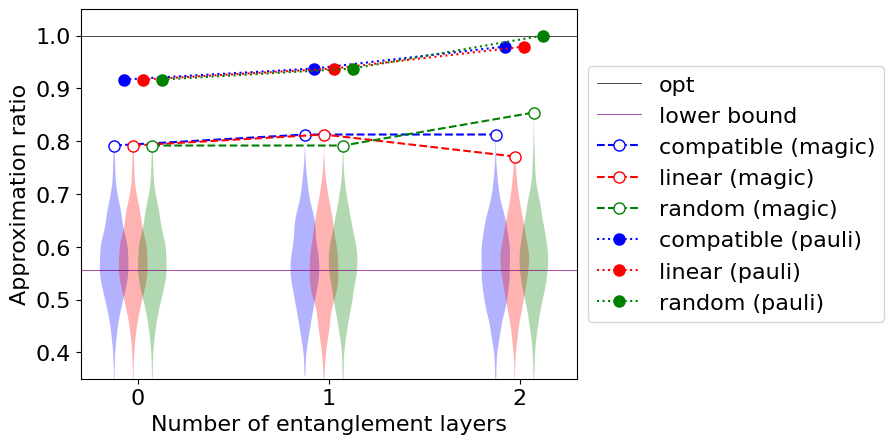 1.0
0.9
0.8
0.7
0.6
0.5
0.4
Approximation ratio
0
1
2
Number of entanglement layers
opt
lower bound
compatible (magic)
linear (magic)
random (magic)
compatible (pauli)
linear (pauli)
random (pauli)